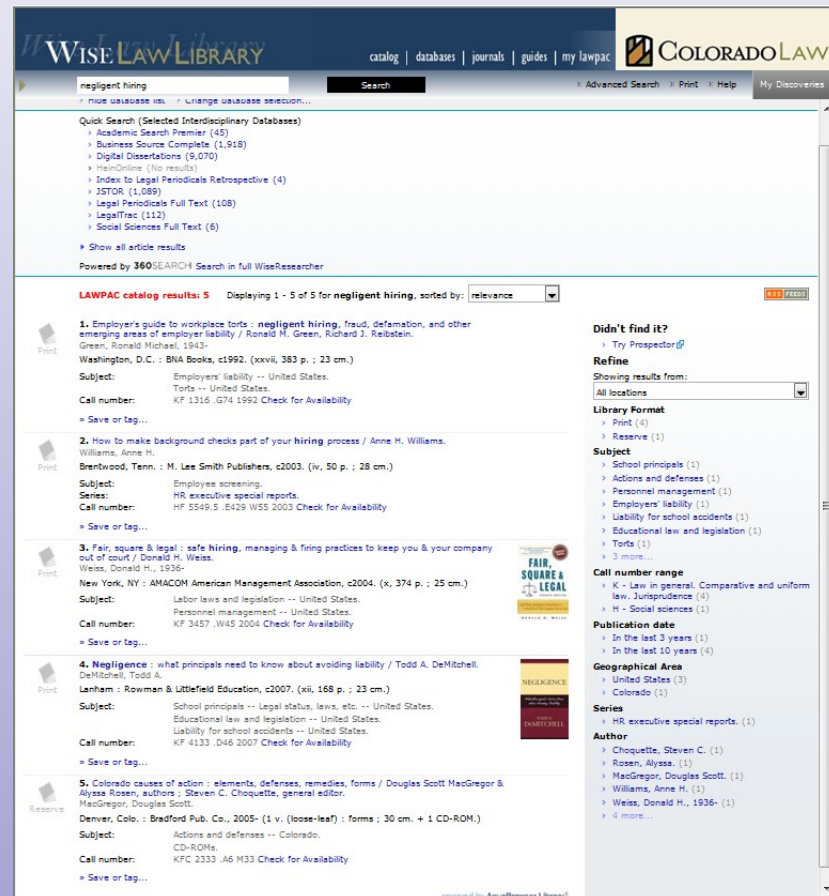 WISE LAW LIBRARY
catalog | databases | journals | guides | my lawpac
COLORADO LAW
negligent hiring
Search
Advanced Search Print Help My Discoveries
Hide database list Change database selection...
Quick Search (Selected Interdisciplinary Databases)
Academic Search Premier (45)
Business Source Complete (1,918)
Digital Dissertations (9,070)
HeinOnline (No results)
Index to Legal Periodicals Retrospective (4)
JSTOR (1,089)
Legal Periodicals Full Text (108)
LegalTrac (112)
Social Sciences Full Text (6)
Show all article results
Powered by 360SEARCH Search in full WiseResearcher
LAWPAC catalog results: 5 Displaying 1 - 5 of 5 for negligent hiring, sorted by: relevance
RSS FEEDS
Print
1. Employer's guide to workplace torts : negligent hiring, fraud, defamation, and other
emerging areas of employer liability / Ronald M. Green, Richard J. Reibstein.
Green, Ronald Michael, 1943-
Washington, D.C. : BNA Books, c1992. (xxvii, 383 p. ; 23 cm.)
Subject: Employers' liability -- United States.
Torts -- United States.
Call number: KF 1316 .G74 1992 Check for Availability
» Save or tag...
Print
2. How to make background checks part of your hiring process / Anne H. Williams.
Williams, Anne H.
Brentwood, Tenn. : M. Lee Smith Publishers, c2003. (iv, 50 p. ; 28 cm.)
Subject: Employee screening.
Series: HR executive special reports.
Call number: HF 5549.5 .E429 W55 2003 Check for Availability
» Save or tag...
Print
3. Fair, square & legal : safe hiring, managing & firing practices to keep you & your company
out of court / Donald H. Weiss.
Weiss, Donald H., 1936-
New York, NY : AMACOM American Management Association, c2004. (x, 374 p. ; 25 cm.)
Subject: Labor laws and legislation -- United States.
Personnel management -- United States.
Call number: KF 3457 .W45 2004 Check for Availability
» Save or tag...
FAIR,
SQUARE &
LEGAL
Print
4. Negligence : what principals need to know about avoiding liability / Todd A. DeMitchell.
DeMitchell, Todd A.
Lanham : Rowman & Littlefield Education, c2007. (xii, 168 p. ; 23 cm.)
Subject: School principals -- Legal status, laws, etc. -- United States.
Educational law and legislation -- United States.
Liability for school accidents -- United States.
Call number: KF 4133 .D46 2007 Check for Availability
» Save or tag...
NEGLIGENCE
DEMITCHELL
Reserve
5. Colorado causes of action : elements, defenses, remedies, forms / Douglas Scott MacGregor &
Alyssa Rosen, authors ; Steven C. Choquette, general editor.
MacGregor, Douglas Scott.
Denver, Colo. : Bradford Pub. Co., 2005- (1 v. (loose-leaf) : forms ; 30 cm. + 1 CD-ROM.)
Subject: Actions and defenses -- Colorado.
CD-ROMs.
Call number: KFC 2333 .A6 M33 Check for Availability
» Save or tag...
Didn't find it?
Try Prospector
Refine
Showing results from:
All locations
Library Format
Print (4)
Reserve (1)
Subject
School principals (1)
Actions and defenses (1)
Personnel management (1)
Employers' liability (1)
Liability for school accidents (1)
Educational law and legislation (1)
Torts (1)
3 more...
Call number range
K - Law in general. Comparative and uniform
law. Jurisprudence (4)
H - Social sciences (1)
Publication date
In the last 3 years (1)
In the last 10 years (4)
Geographical Area
United States (3)
Colorado (1)
Series
HR executive special reports. (1)
Author
Choquette, Steven C. (1)
Rosen, Alyssa. (1)
MacGregor, Douglas Scott. (1)
Williams, Anne H. (1)
Weiss, Donald H., 1936- (1)
4 more...
powered by AquaBrowser Library